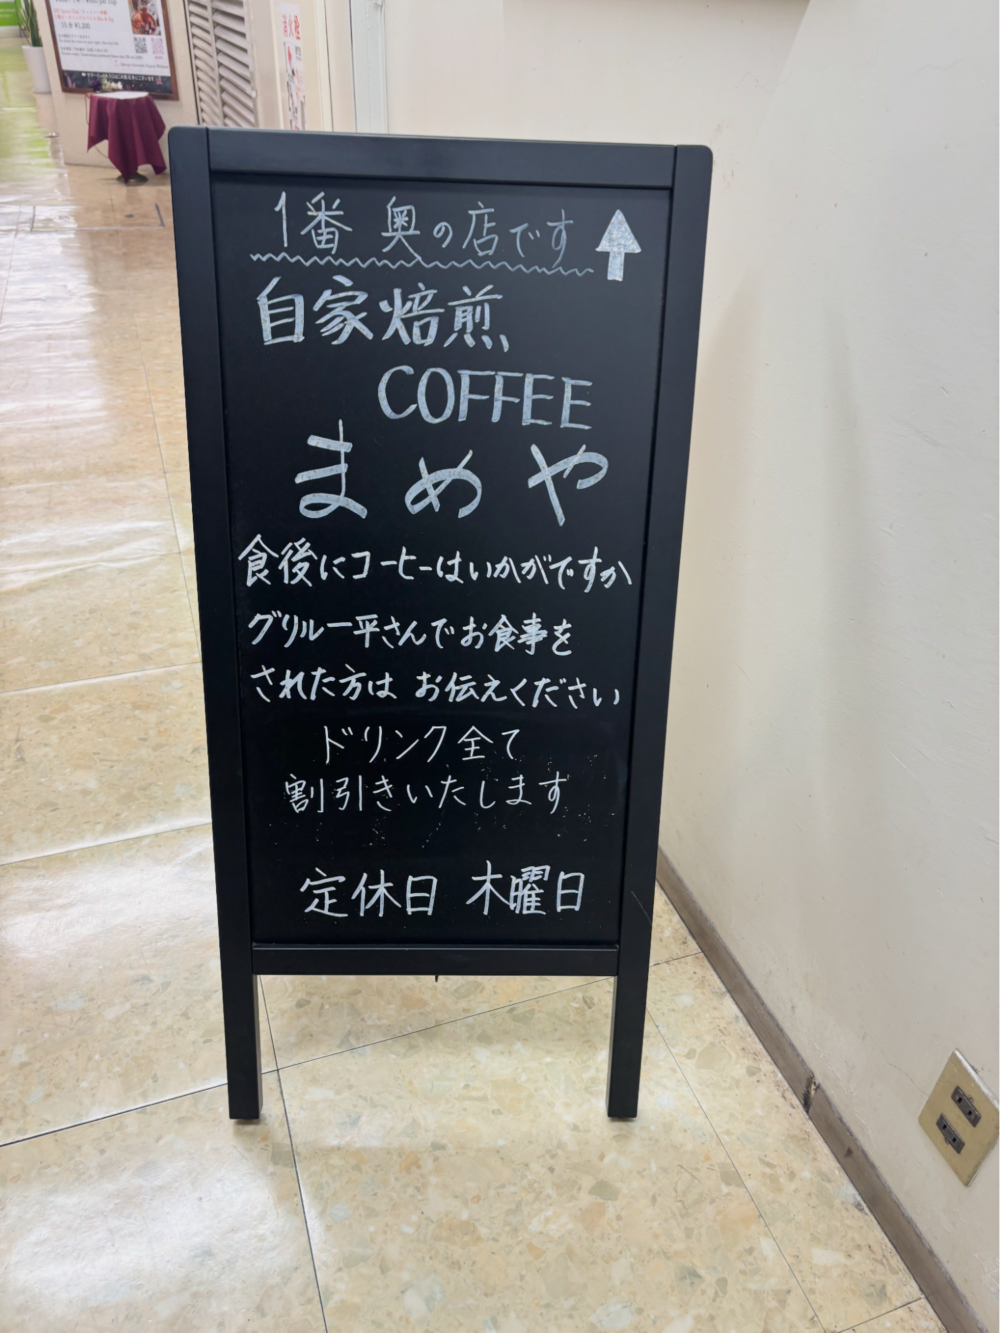 消火栓
1番 奥の店です
自家焙煎
COFFEE
まめや
食後にコーヒーはいかがですか
グリル一平さんでお食事を
された方は お伝えください
ドリンク全て
割引きいたします
定休日 木曜日